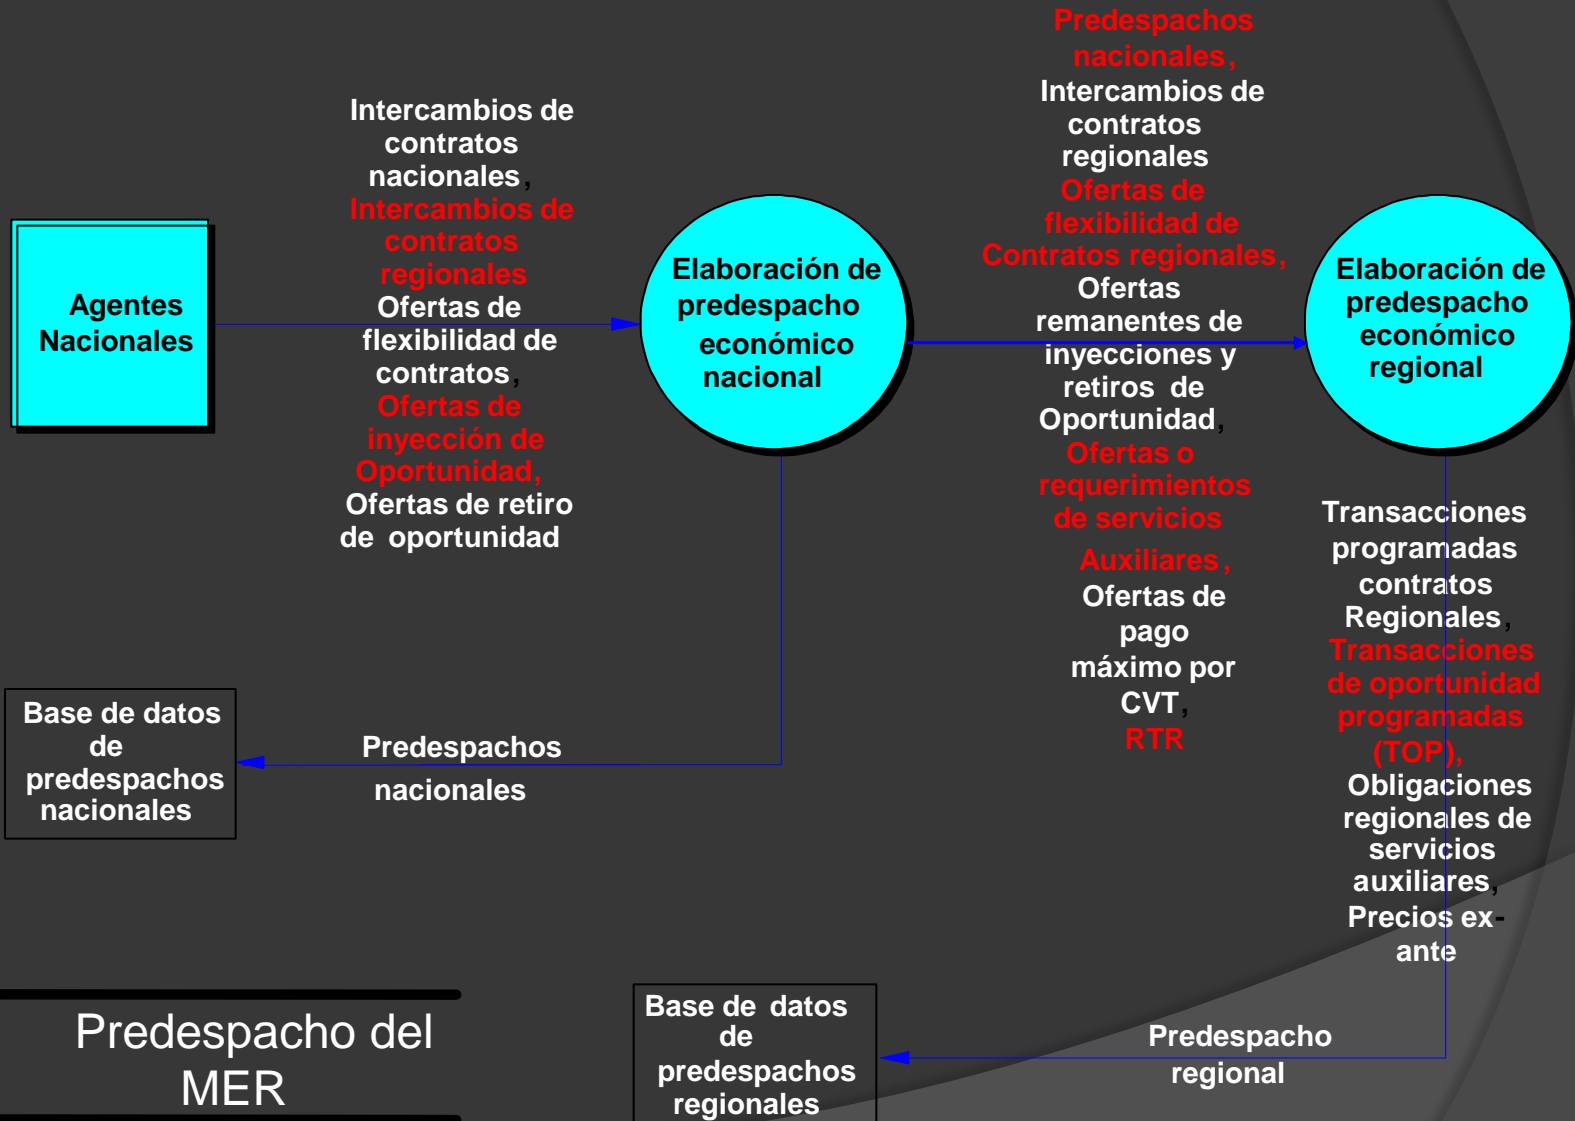 Agentes
Nacionales
Intercambios de
contratos
nacionales,
Intercambios de
contratos
regionales
Ofertas de
flexibilidad de
contratos,
Ofertas de
inyección de
Oportunidad,
Ofertas de retiro
de oportunidad
Elaboración de
predespacho
económico
nacional
Predespachos
nacionales,
Intercambios de
contratos
regionales
Ofertas de
flexibilidad de
Contratos regionales,
Ofertas
remanentes de
inyecciones y
retiros de
Oportunidad,
Ofertas o
requerimientos
de servicios
Auxiliares,
Ofertas de
pago
máximo por
CVT,
RTR
Elaboración de
predespacho
económico
regional
Transacciones
programadas
contratos
Regionales,
Transacciones
de oportunidad
programadas
(TOP),
Obligaciones
regionales de
servicios
auxiliares,
Precios ex-
ante
Base de datos
de
predespachos
nacionales
Predespachos
nacionales
Predespacho del
MER
Base de datos
de
predespachos
regionales
Predespacho
regional